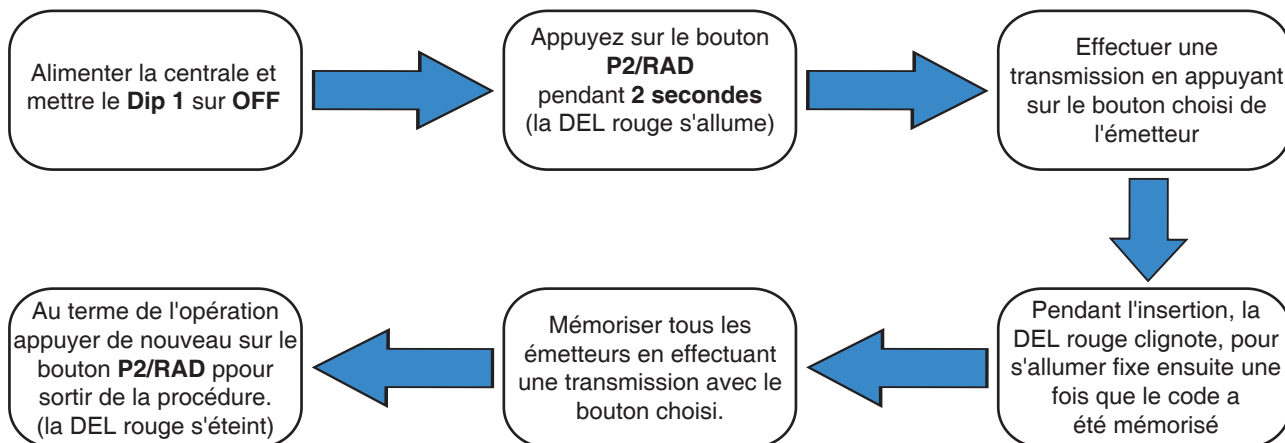 Alimenter la centrale et
mettre le Dip 1 sur OFF
Appuyez sur le bouton
P2/RAD
pendant 2 secondes
(la DEL rouge s'allume)
Effectuer une
transmission en appuyant
sur le bouton choisi de
l'émetteur
Pendant l'insertion, la
DEL rouge clignote, pour
s'allumer fixe ensuite une
fois que le code a
été mémorisé
Mémoriser tous les
émetteurs en effectuant
une transmission avec le
bouton choisi.
Au terme de l'opération
appuyer de nouveau sur le
bouton P2/RAD ppour
sortir de la procédure.
(la DEL rouge s'éteint)